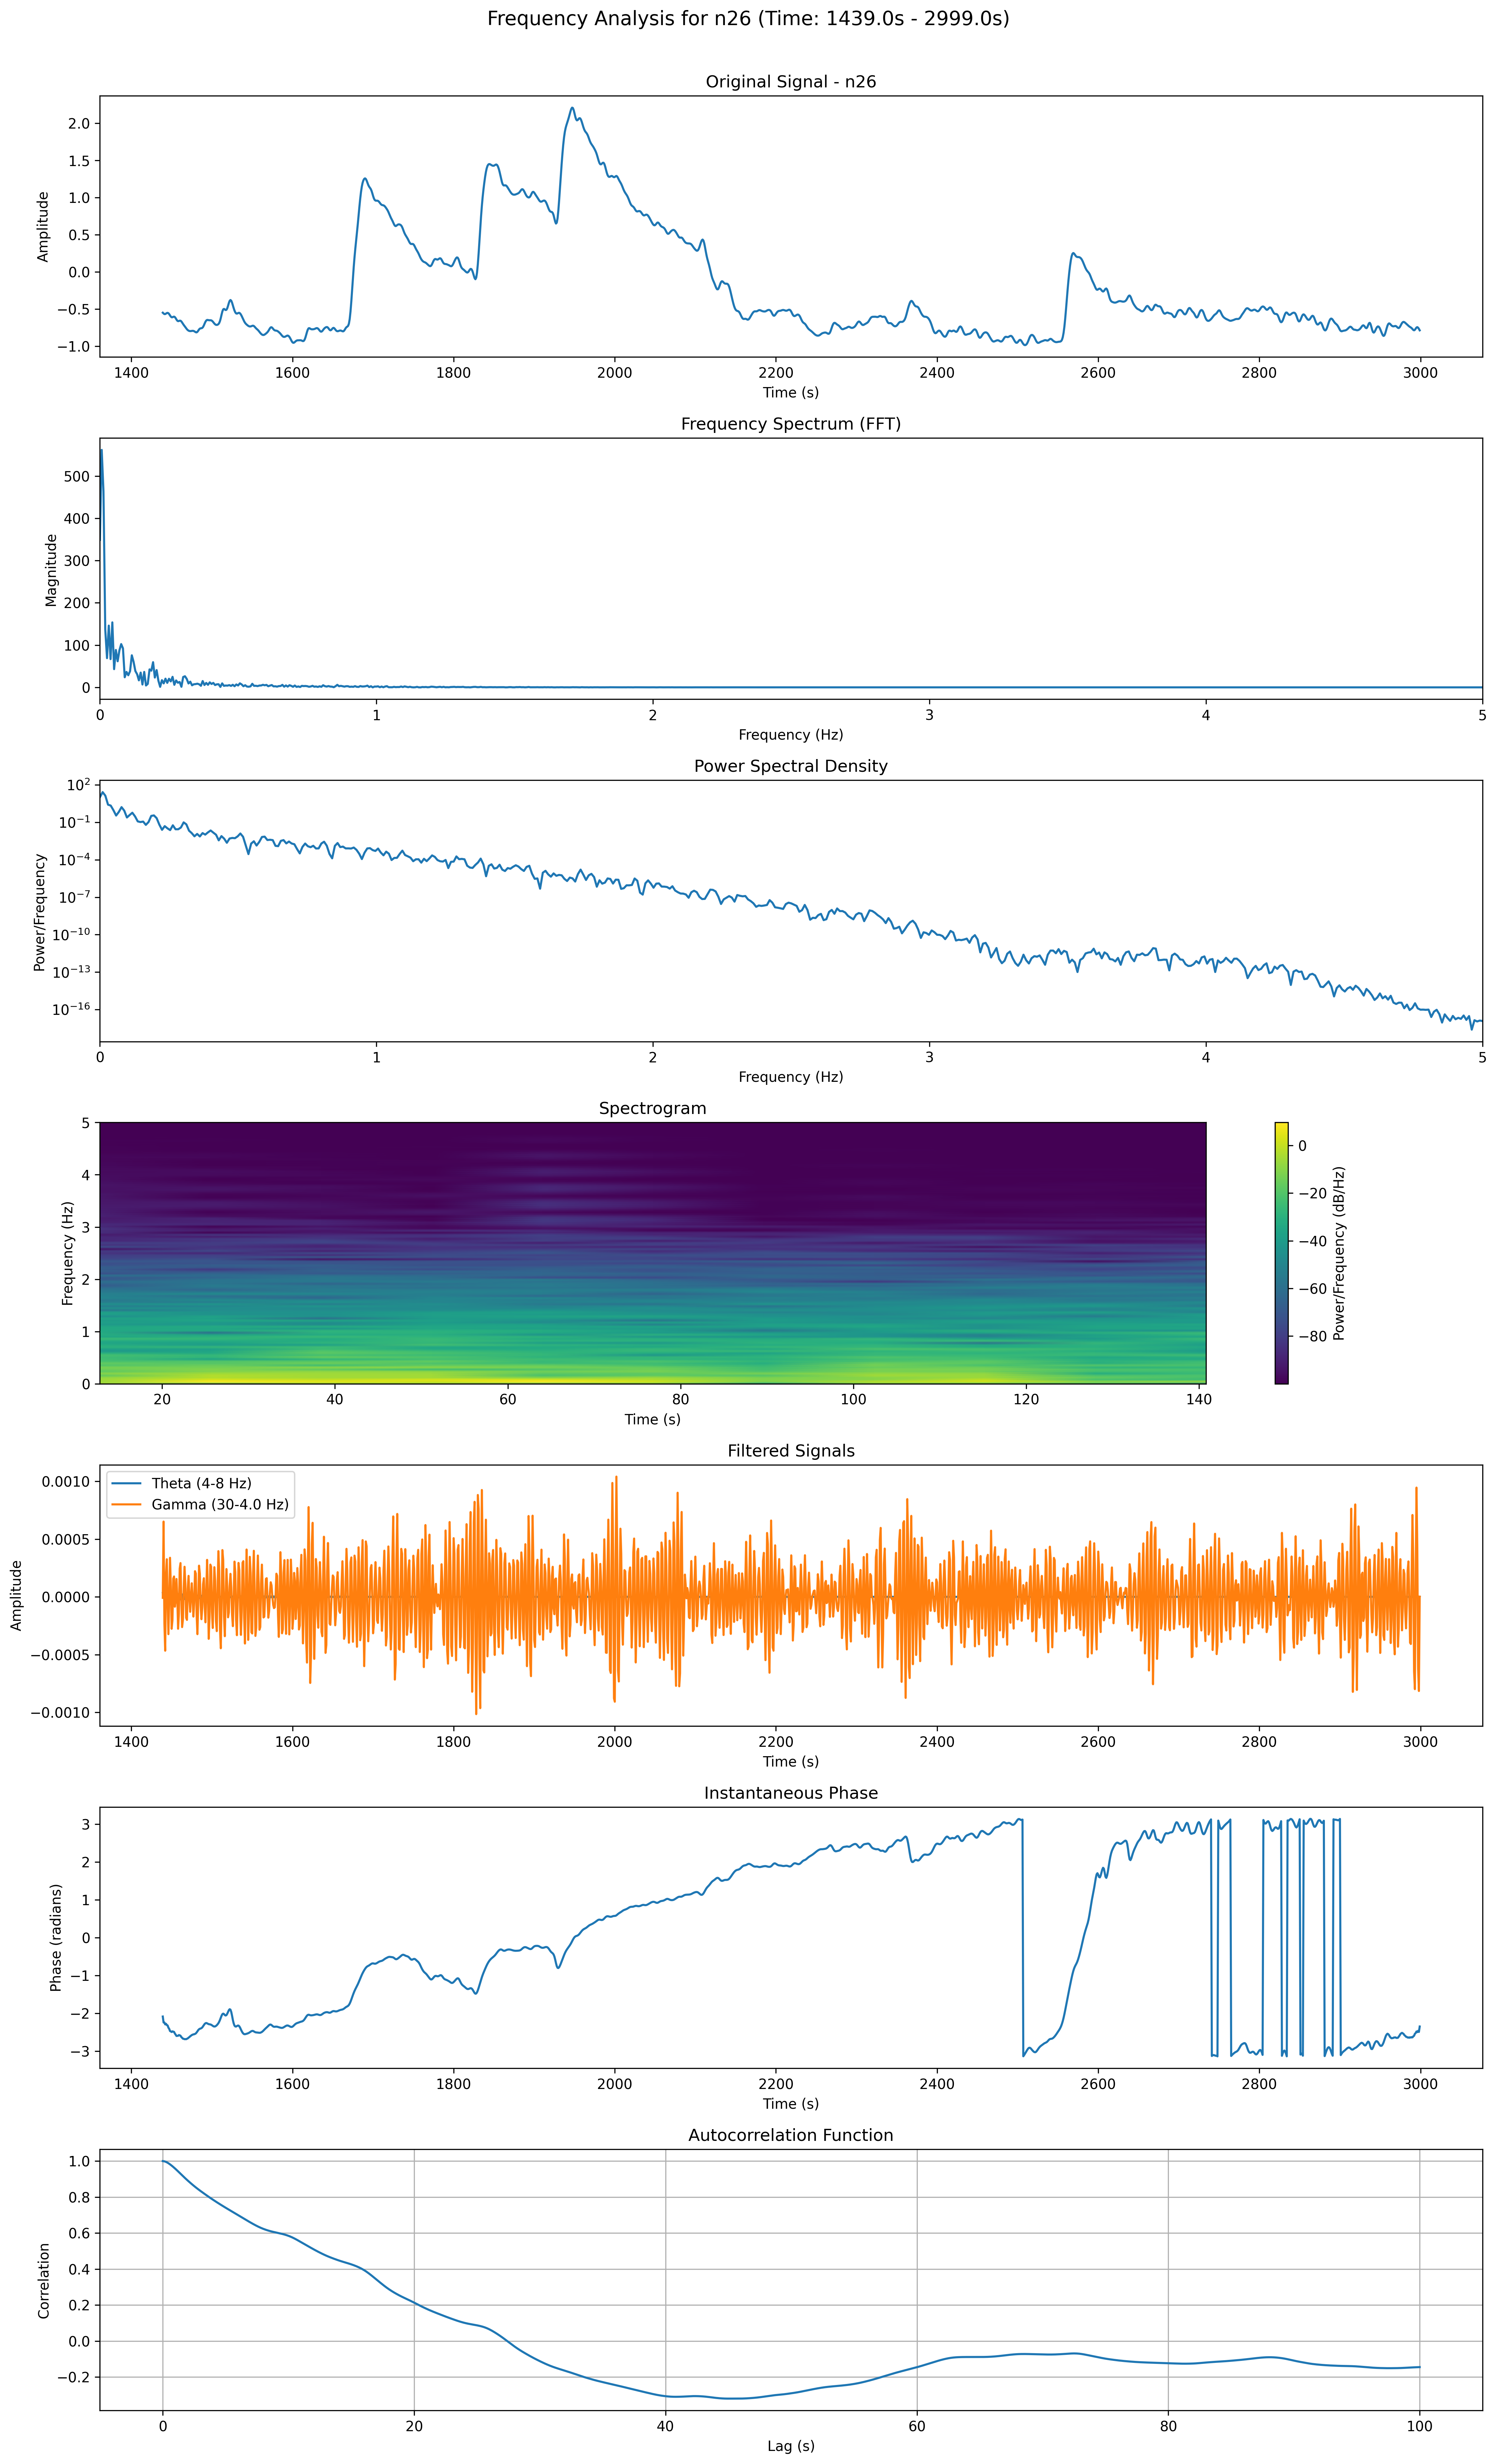 Frequency Analysis for n26 (Time: 1439.0s - 2999.0s)
Original Signal - n26
Amplitude
2.0
1.5
1.0
0.5
0.0
−0.5
−1.0
1400 1600 1800 2000 2200 2400 2600 2800 3000
Time (s)
Frequency Spectrum (FFT)
Magnitude
500
400
300
200
100
0
0 1 2 3 4 5
Frequency (Hz)
Power Spectral Density
Power/Frequency
10²
10⁻¹
10⁻⁴
10⁻⁷
10⁻¹⁰
10⁻¹³
10⁻¹⁶
0 1 2 3 4 5
Frequency (Hz)
Spectrogram
Frequency (Hz)
5
4
3
2
1
0
20 40 60 80 100 120 140
Time (s)
0
−20
−40
−60
−80
Power/Frequency (dB/Hz)
Filtered Signals
Theta (4-8 Hz)
Gamma (30-4.0 Hz)
Amplitude
0.0010
0.0005
0.0000
−0.0005
−0.0010
1400 1600 1800 2000 2200 2400 2600 2800 3000
Time (s)
Instantaneous Phase
Phase (radians)
3
2
1
0
−1
−2
−3
1400 1600 1800 2000 2200 2400 2600 2800 3000
Time (s)
Autocorrelation Function
Correlation
1.0
0.8
0.6
0.4
0.2
0.0
−0.2
0 20 40 60 80 100
Lag (s)